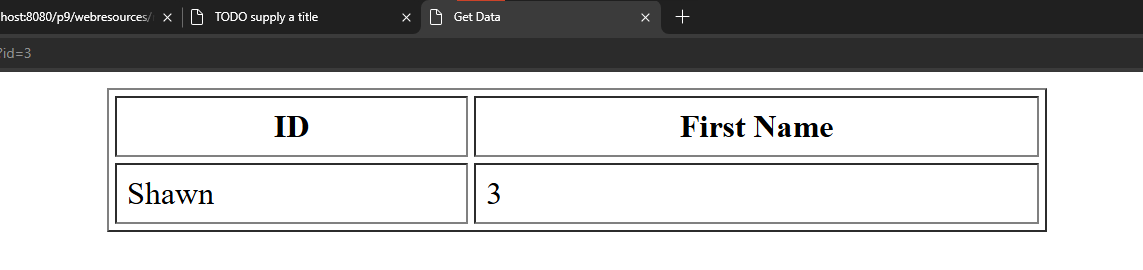 host:8080/p9/webresources/ TODO supply a title Get Data
?id=3
ID First Name
Shawn 3